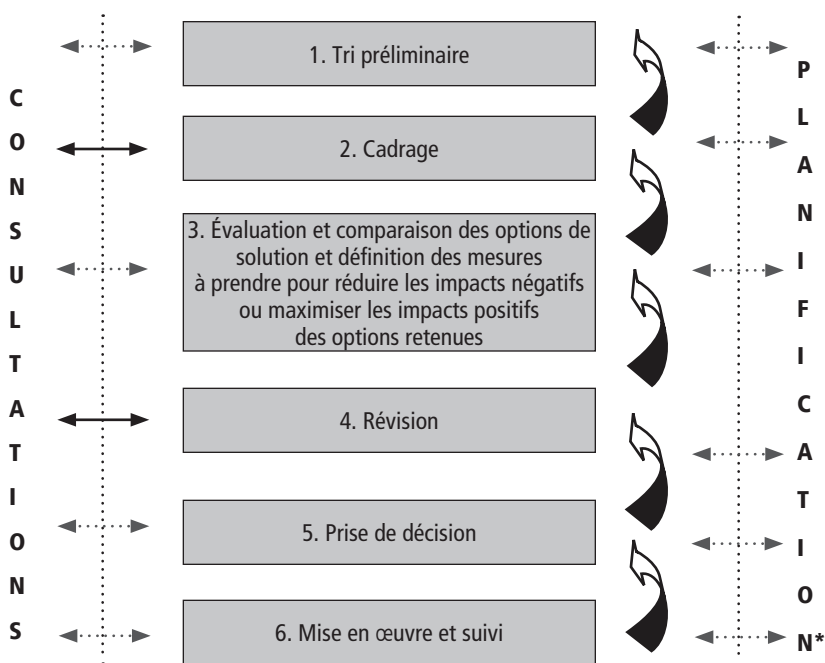 CONSULTATIONS
1. Tri préliminaire
2. Cadrage
3. Évaluation et comparaison des options de
solution et définition des mesures
à prendre pour réduire les impacts négatifs
ou maximiser les impacts positifs
des options retenues
4. Révision
5. Prise de décision
6. Mise en œuvre et suivi
PLANIFICATION*